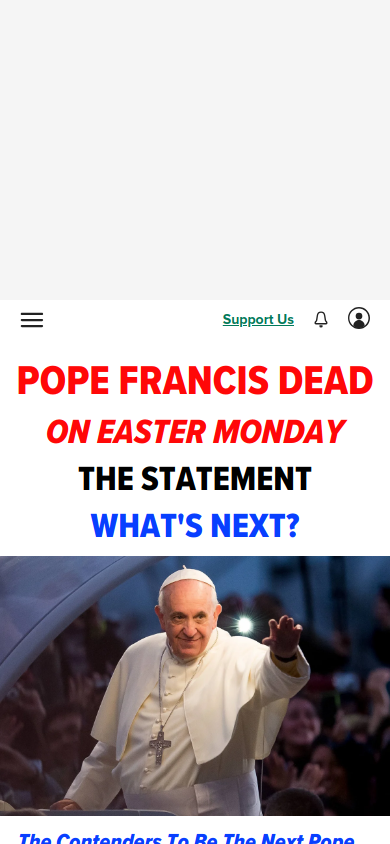 Support Us
POPE FRANCIS DEAD
ON EASTER MONDAY
THE STATEMENT
WHAT'S NEXT?
The Contenders To Be The Next Pope